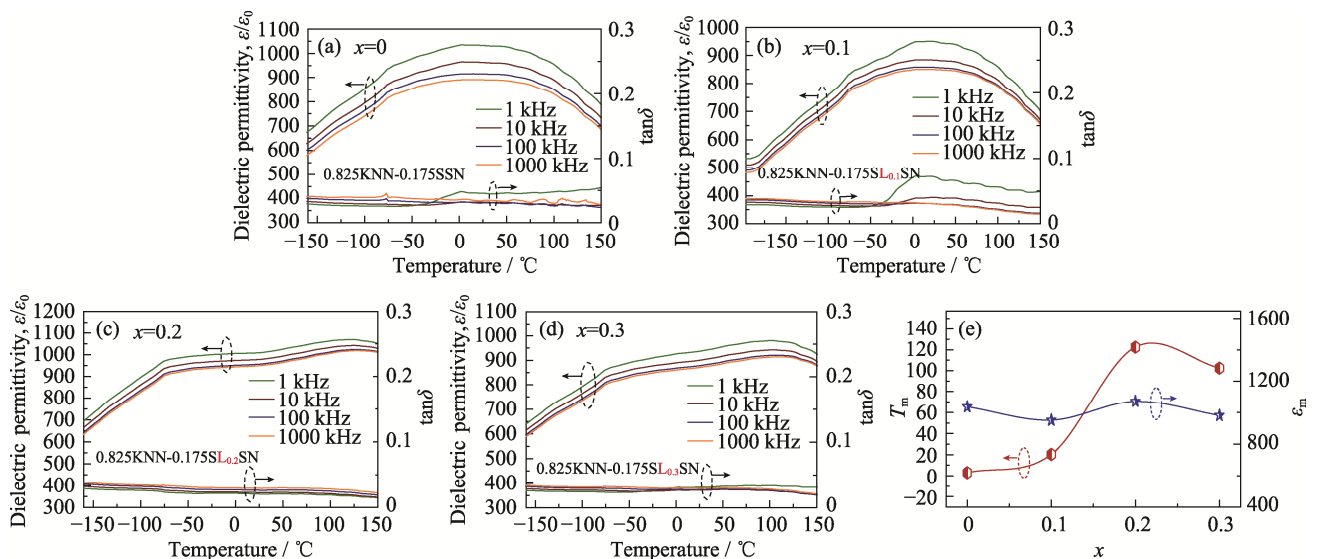 (a) x=0
Dielectric permittivity, ε/ε0
1100
1000
900
800
700
600
500
400
300
0.3
0.2
0.1
0
tanδ
1 kHz
10 kHz
100 kHz
1000 kHz
0.825KNN-0.175SSN
−150 −100 −50 0 50 100 150
Temperature / ℃
(b) x=0.1
Dielectric permittivity, ε/ε0
1000
900
800
700
600
500
400
300
0.3
0.2
0.1
0
tanδ
1 kHz
10 kHz
100 kHz
1000 kHz
0.825KNN-0.175SL0.1SN
−150 −100 −50 0 50 100 150
Temperature / ℃
(c) x=0.2
Dielectric permittivity, ε/ε0
1200
1100
1000
900
800
700
600
500
400
300
0.3
0.2
0.1
0
tanδ
1 kHz
10 kHz
100 kHz
1000 kHz
0.825KNN-0.175SL0.2SN
−150 −100 −50 0 50 100 150
Temperature / ℃
(d) x=0.3
Dielectric permittivity, ε/ε0
1100
1000
900
800
700
600
500
400
300
0.3
0.2
0.1
0
tanδ
1 kHz
10 kHz
100 kHz
1000 kHz
0.825KNN-0.175SL0.3SN
−150 −100 −50 0 50 100 150
Temperature / ℃
(e)
Tm
160
140
120
100
80
60
40
20
0
−20
1600
1200
800
400
εm
0 0.1 0.2 0.3
x